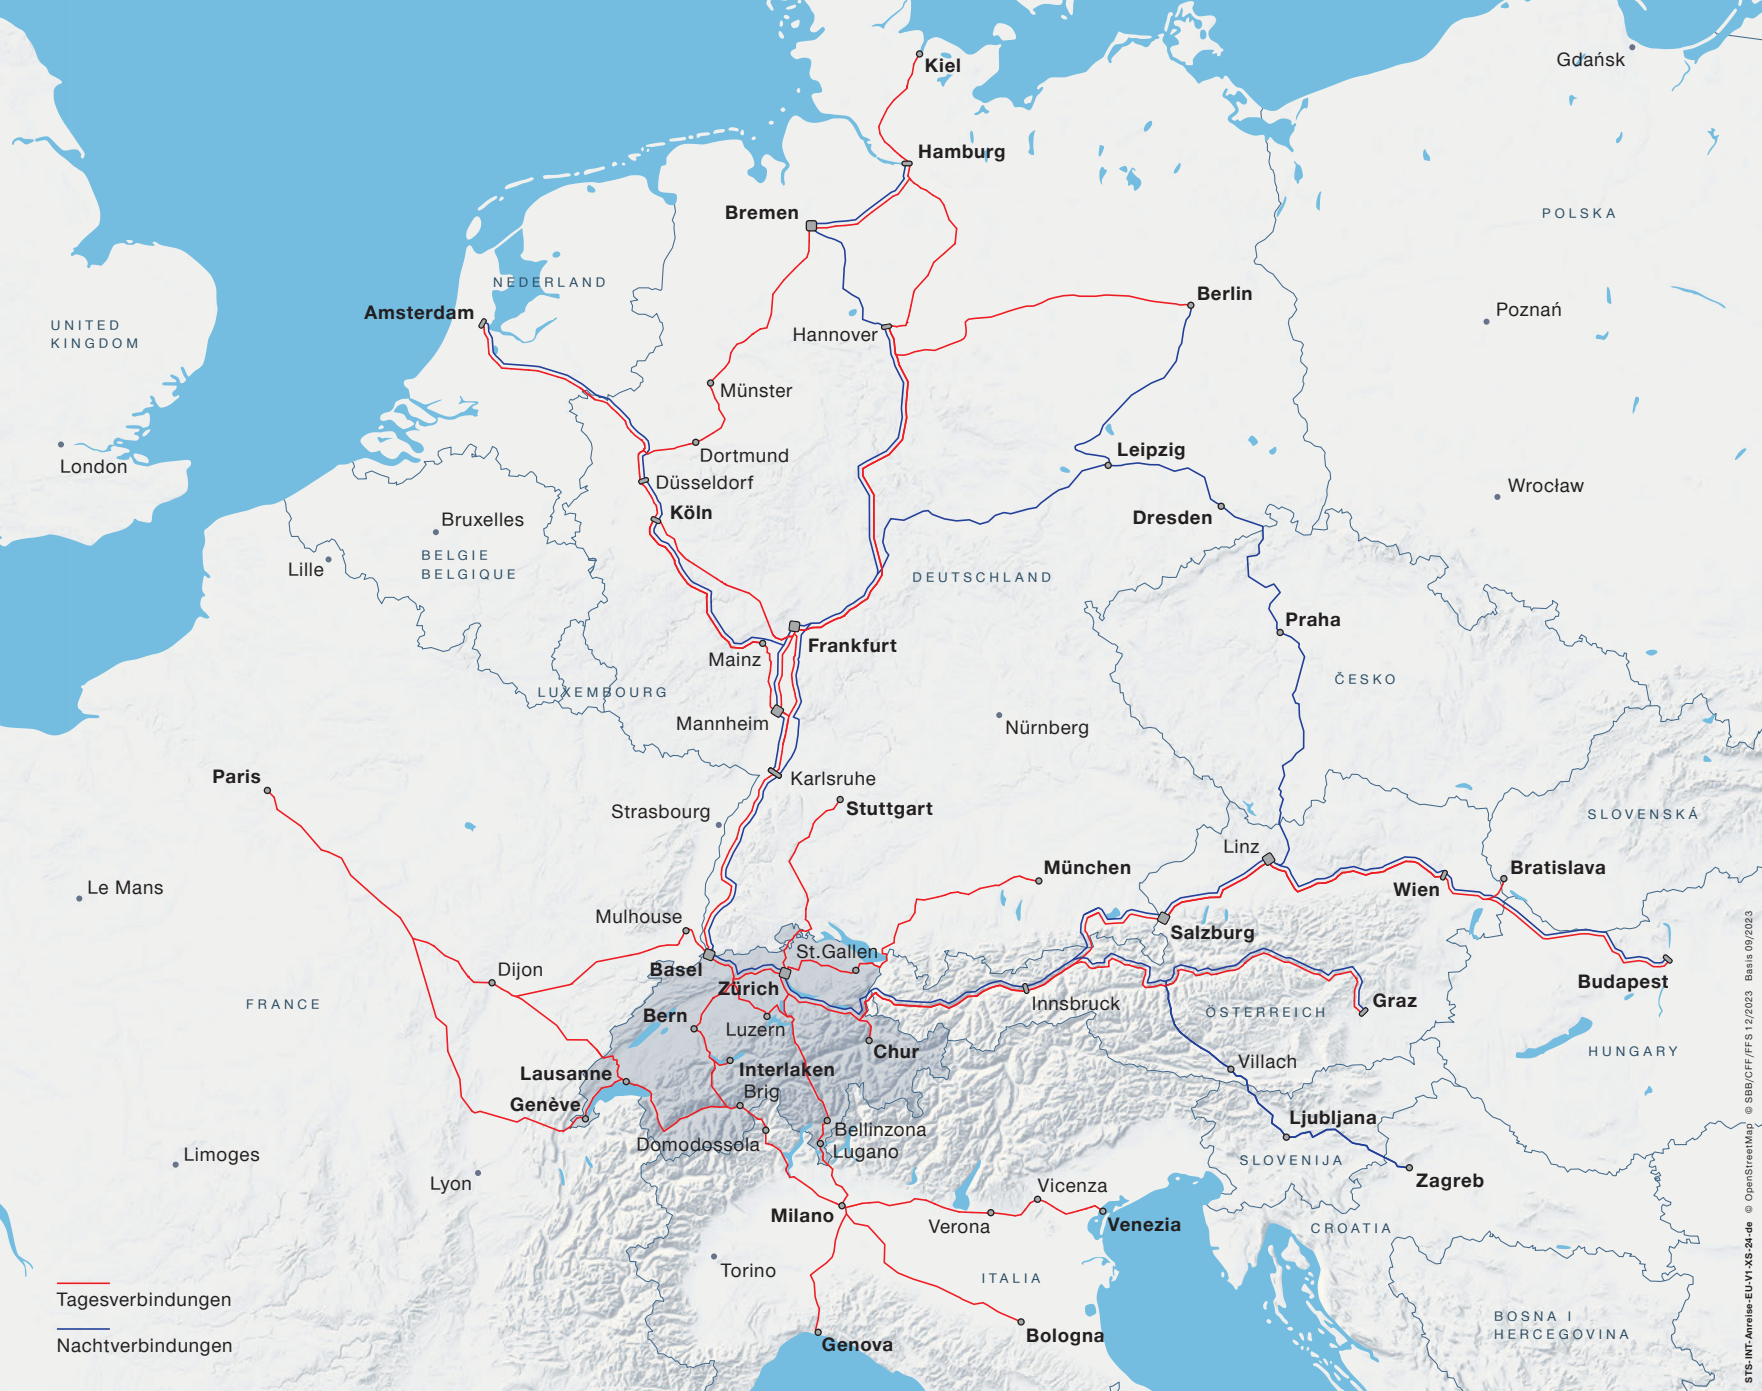 Kiel
Gdańsk
Hamburg
Bremen
POLSKA
NEDERLAND
Amsterdam
Berlin
Poznań
UNITED
KINGDOM
Hannover
Münster
London
Dortmund
Leipzig
Düsseldorf
Wrocław
Köln
Bruxelles
Dresden
BELGIE
BELGIQUE
Lille
DEUTSCHLAND
Praha
Frankfurt
Mainz
ČESKO
LUXEMBOURG
Mannheim
Nürnberg
Paris
Karlsruhe
Strasbourg
Stuttgart
SLOVENSKÁ
Linz
München
Bratislava
Le Mans
Wien
Mulhouse
Salzburg
St.Gallen
Basel
Dijon
Zürich
Budapest
FRANCE
Innsbruck
Graz
ÖSTERREICH
Bern
Luzern
Chur
HUNGARY
Villach
Lausanne
Interlaken
Brig
Genève
Ljubljana
Bellinzona
Domodossola
Lugano
Limoges
SLOVENIJA
Lyon
Zagreb
Vicenza
Milano
Verona
Venezia
CROATIA
Torino
ITALIA
Tagesverbindungen
BOSNA I
HERCEGOVINA
Bologna
Genova
Nachtverbindungen
STS-INT-Anreise-EU-V1-XS-24-de © OpenStreetMap © SBB/CFF/FFS 12/2023 Basis 09/2023